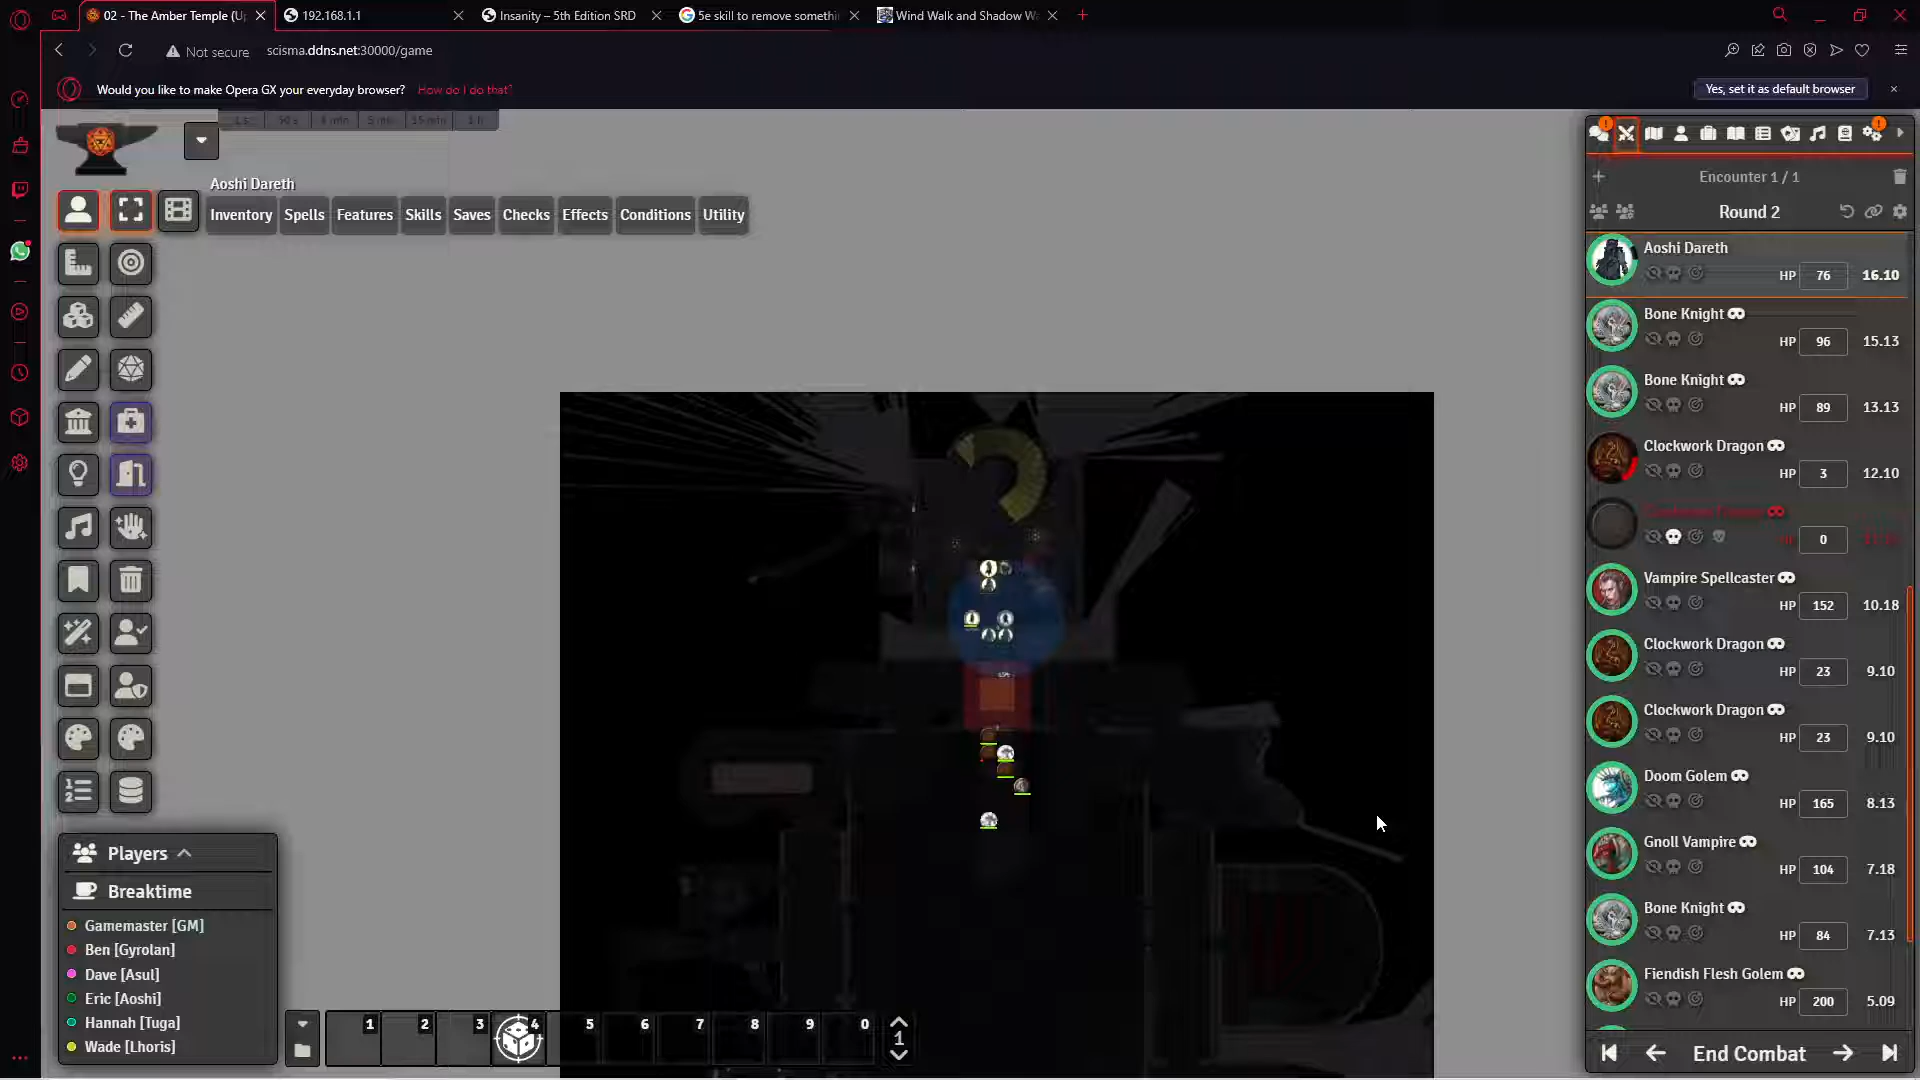 02 - The Amber Temple (U
192.168.1.1
Insanity – 5th Edition SRD
5e skill to remove somethi
Wind Walk and Shadow Wa
Not secure
scisma.ddns.net:30000/game
Would you like to make Opera GX your everyday browser?
How do I do that?
Yes, set it as default browser
Aoshi Dareth
Inventory
Spells
Features
Skills
Saves
Checks
Effects
Conditions
Utility
Encounter 1 / 1
Round 2
Aoshi Dareth
HP 76 16.10
Bone Knight
HP 96 15.13
Bone Knight
HP 89 13.13
Clockwork Dragon
HP 3 12.10
0
Vampire Spellcaster
HP 152 10.18
Clockwork Dragon
HP 23 9.10
Clockwork Dragon
HP 23 9.10
Doom Golem
HP 165 8.13
Gnoll Vampire
HP 104 7.18
Bone Knight
HP 84 7.13
Fiendish Flesh Golem
HP 200 5.09
End Combat
Players
Breaktime
Gamemaster [GM]
Ben [Gyrolan]
Dave [Asul]
Eric [Aoshi]
Hannah [Tuga]
Wade [Lhoris]
1 2 3 4 5 6 7 8 9 0
1